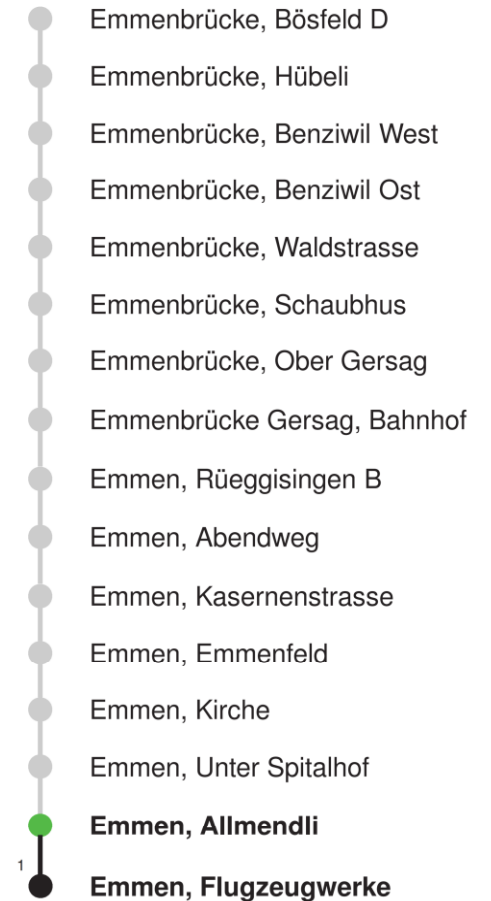 Emmenbrücke, Bösfeld D
Emmenbrücke, Hübeli
Emmenbrücke, Benziwil West
Emmenbrücke, Benziwil Ost
Emmenbrücke, Waldstrasse
Emmenbrücke, Schaubhus
Emmenbrücke, Ober Gersag
Emmenbrücke Gersag, Bahnhof
Emmen, Rüeggisingen B
Emmen, Abendweg
Emmen, Kasernenstrasse
Emmen, Emmenfeld
Emmen, Kirche
Emmen, Unter Spitalhof
Emmen, Allmendli
1
Emmen, Flugzeugwerke